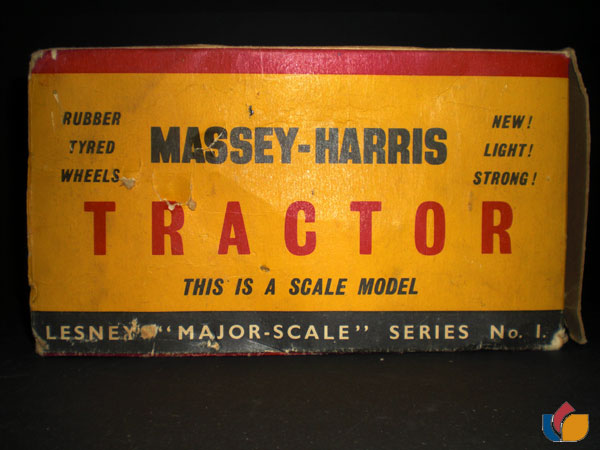 RUBBER
TYRED
WHEELS
MASSEY-HARRIS
NEW!
LIGHT!
STRONG!
TRACTOR
THIS IS A SCALE MODEL
LESNEY'S "MAJOR-SCALE" SERIES No. 1.